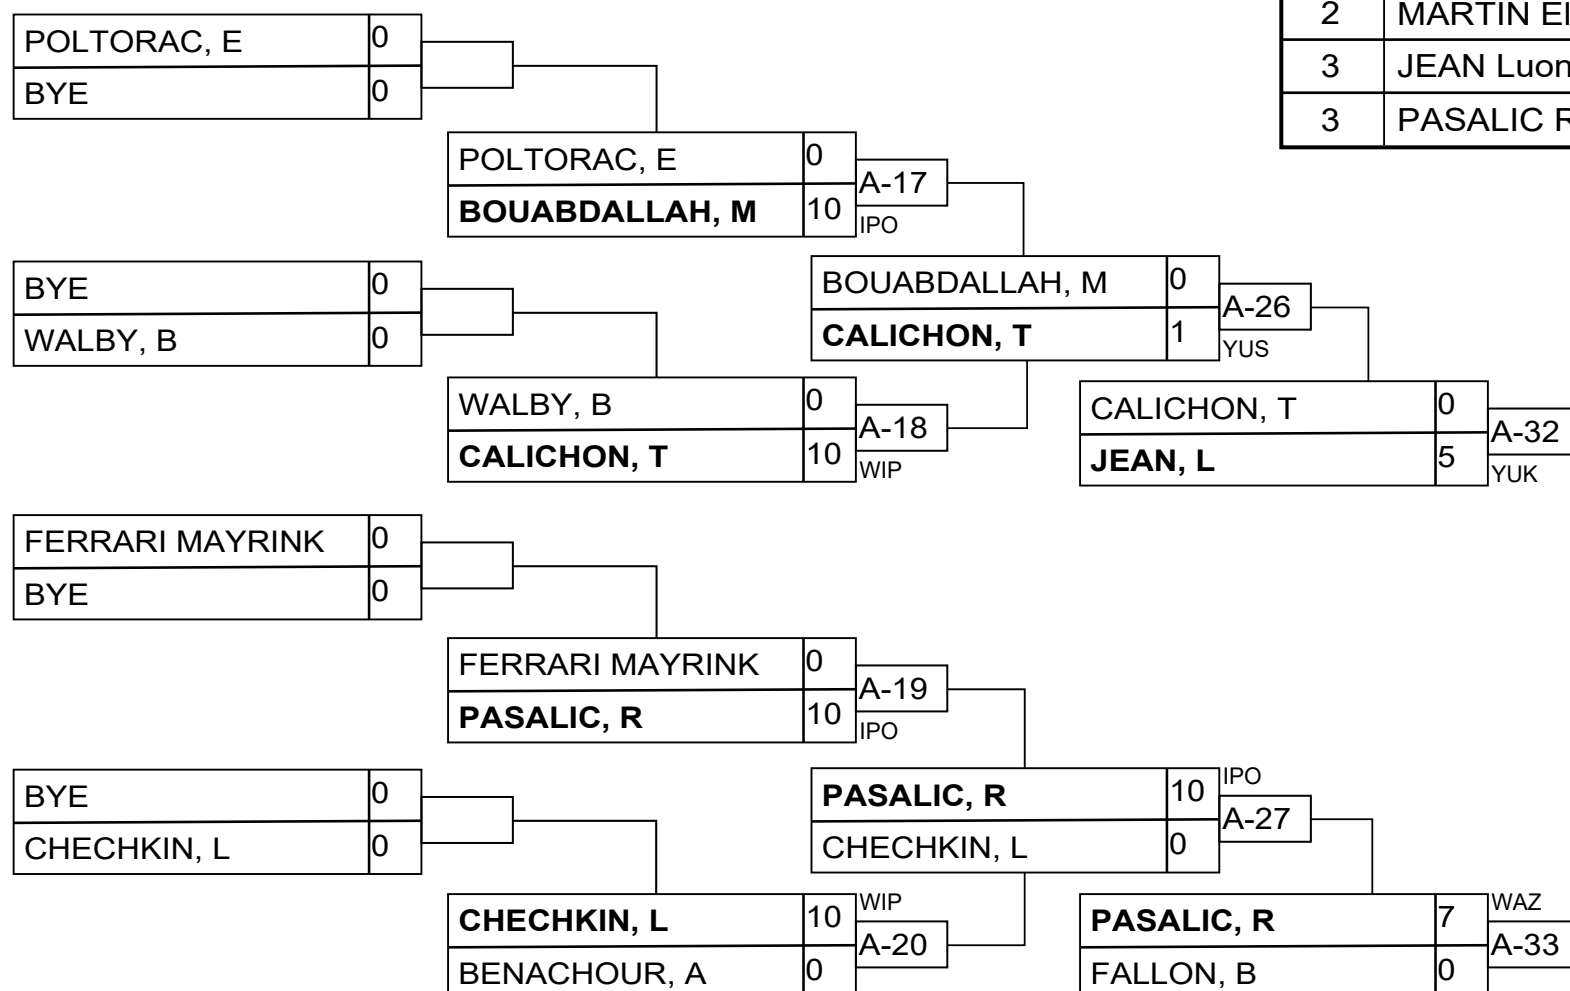 2 MARTIN
3 JEAN
3 PASALIC
POLTORAC, E 0
BYE 0
POLTORAC, E 0
A-17
BOUABDALLAH, M 10
IPO
BYE 0
WALBY, B 0
BOUABDALLAH, M 0
A-26
CALICHON, T 1
YUS
WALBY, B 0
A-18
CALICHON, T 10
WIP
CALICHON, T 0
A-32
JEAN, L 5
YUK
FERRARI MAYRINK 0
BYE 0
FERRARI MAYRINK 0
A-19
PASALIC, R 10
IPO
BYE 0
CHECHKIN, L 0
PASALIC, R 10
IPO
A-27
CHECHKIN, L 0
CHECHKIN, L 10
WIP
A-20
BENACHOUR, A 0
PASALIC, R 7
WAZ
A-33
FALLON, B 0